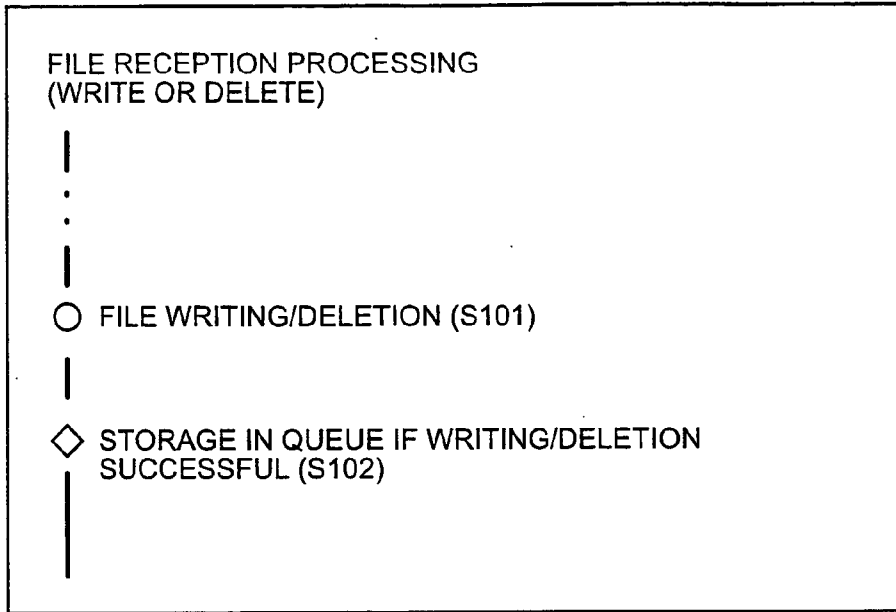 FILE RECEPTION PROCESSING
(WRITE OR DELETE)
FILE WRITING/DELETION (S101)
STORAGE IN QUEUE IF WRITING/DELETION
SUCCESSFUL (S102)